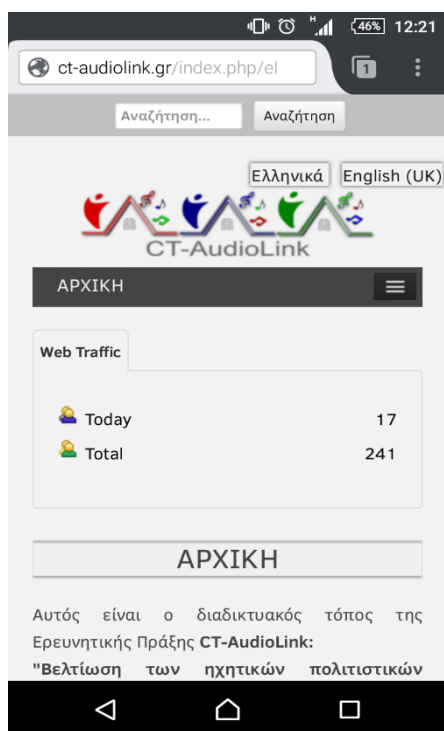 H
46% 12:21
ct-audiolink.gr/index.php/el
1
Αναζήτηση... Αναζήτηση
Ελληνικά English (UK)
CT-AudioLink
ΑΡΧΙΚΗ
Web Traffic
Today 17
Total 241
ΑΡΧΙΚΗ
Αυτός είναι ο διαδικτυακός τόπος της
Ερευνητικής Πράξης CT-AudioLink:
"Βελτίωση των ηχητικών πολιτιστικών